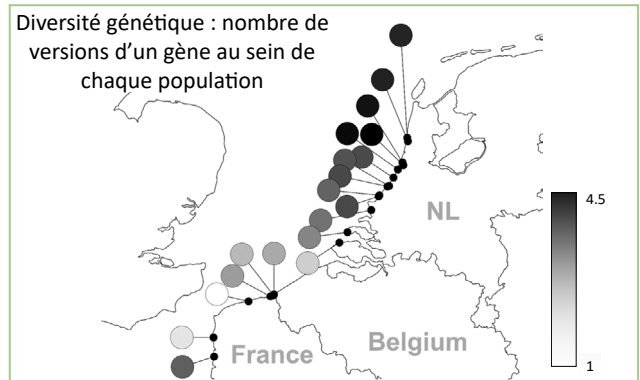 Diversité génétique : nombre de
versions d’un gène au sein de
chaque population
4.5
NL
Belgium
France
1